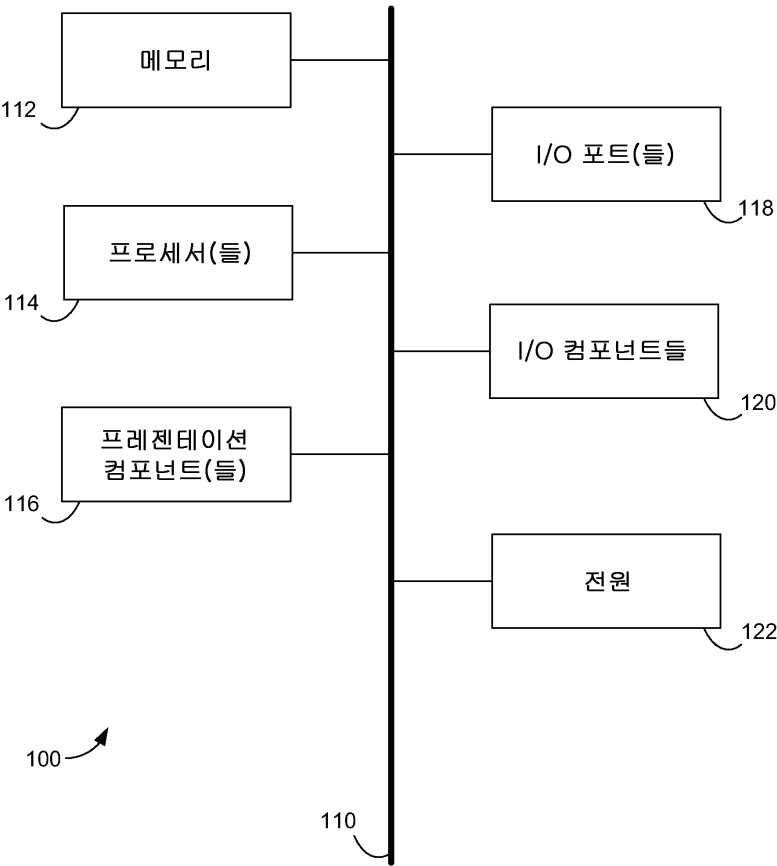 메모리
112
I/O 포트(들)
118
프로세서(들)
114
I/O 컴포넌트들
120
프레젠테이션
컴포넌트(들)
116
전원
122
100
110